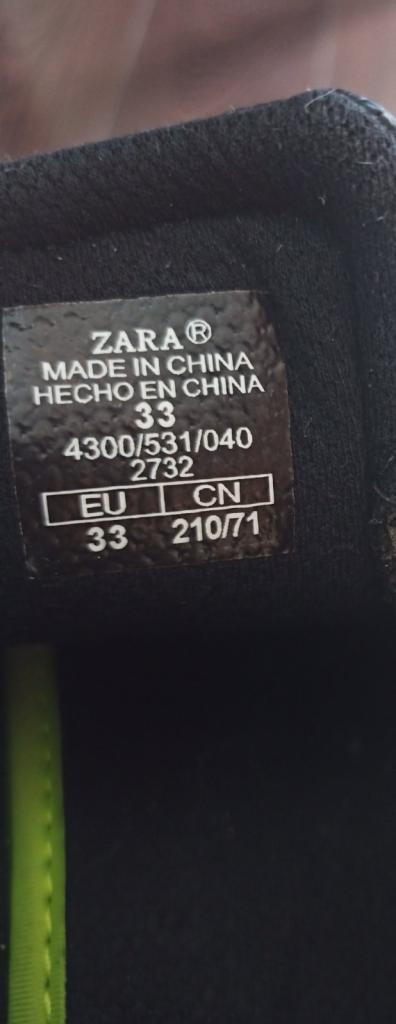 ZARA®
MADE IN CHINA
HECHO EN CHINA
33
4300/531/040
2732
EU CN
33 210/71